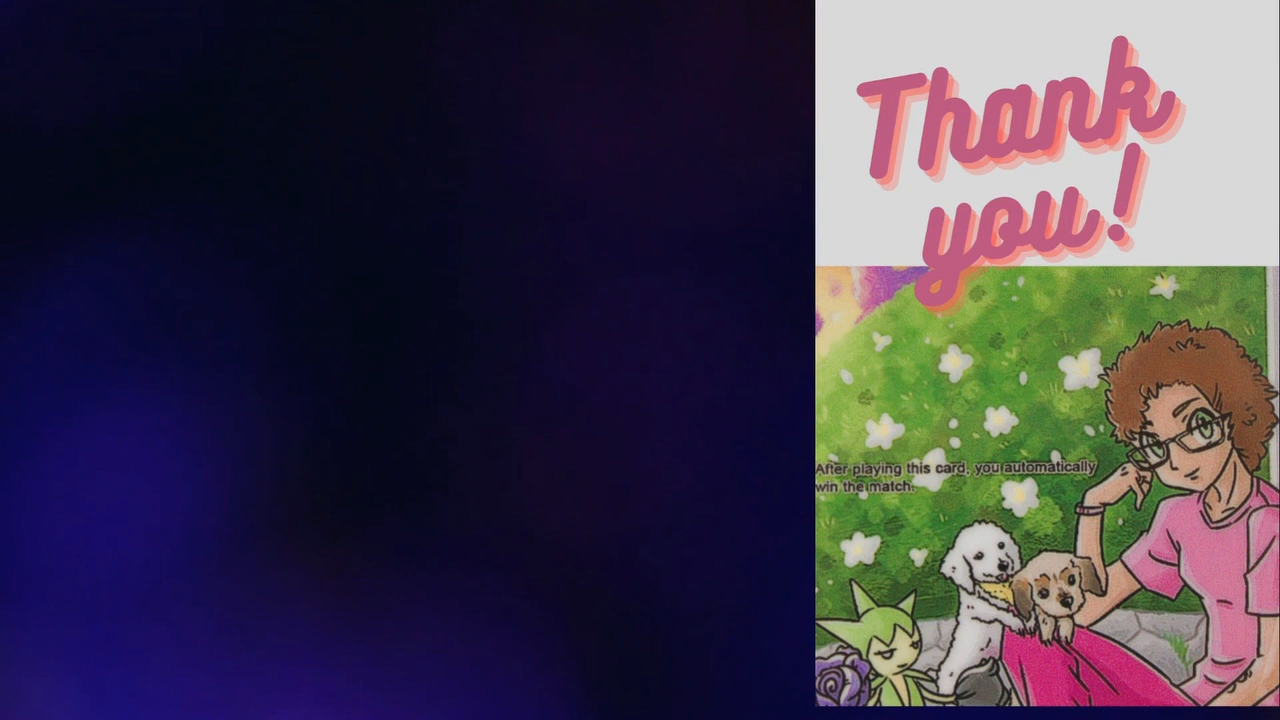 Thank
you!
After playing this card, you automatically
win the match.